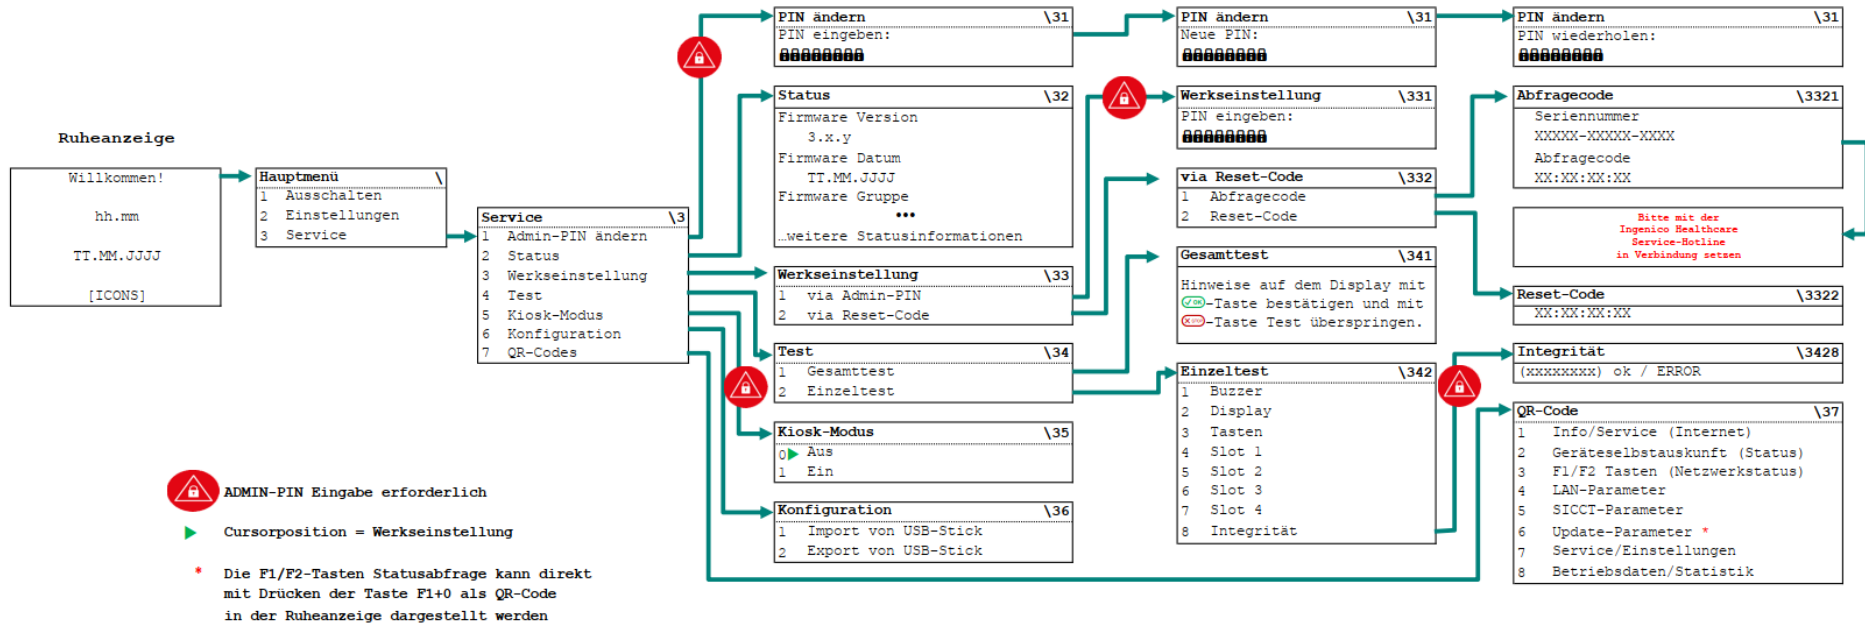 Ruheanzeige
Willkommen!
hh.mm
TT.MM.JJJJ
[ICONS]
Hauptmenü \
1 Ausschalten
2 Einstellungen
3 Service
Service \3
1 Admin-PIN ändern
2 Status
3 Werkseinstellung
4 Test
5 Kiosk-Modus
6 Konfiguration
7 QR-Codes
PIN ändern \31
PIN eingeben:
PIN ändern \31
Neue PIN:
PIN ändern \31
PIN wiederholen:
Status \32
Firmware Version
3.x.y
Firmware Datum
TT.MM.JJJJ
Firmware Gruppe
•••
…weitere Statusinformationen
Werkseinstellung \33
1 via Admin-PIN
2 via Reset-Code
Werkseinstellung \331
PIN eingeben:
via Reset-Code \332
1 Abfragecode
2 Reset-Code
Abfragecode \3321
Seriennummer
XXXXX-XXXXX-XXXX
Abfragecode
XX:XX:XX:XX
Bitte mit der
Ingenico Healthcare
Service-Hotline
in Verbindung setzen
Reset-Code \3322
XX:XX:XX:XX
Test \34
1 Gesamttest
2 Einzeltest
Gesamttest \341
Hinweise auf dem Display mit
OK-Taste bestätigen und mit
STOP-Taste Test überspringen.
Einzeltest \342
1 Buzzer
2 Display
3 Tasten
4 Slot 1
5 Slot 2
6 Slot 3
7 Slot 4
8 Integrität
Integrität \3428
(xxxxxxxx) ok / ERROR
Kiosk-Modus \35
0 Aus
1 Ein
Konfiguration \36
1 Import von USB-Stick
2 Export von USB-Stick
QR-Code \37
1 Info/Service (Internet)
2 Geräteselbstauskunft (Status)
3 F1/F2 Tasten (Netzwerkstatus)
4 LAN-Parameter
5 SICCT-Parameter
6 Update-Parameter *
7 Service/Einstellungen
8 Betriebsdaten/Statistik
ADMIN-PIN Eingabe erforderlich
Cursorposition = Werkseinstellung
* Die F1/F2-Tasten Statusabfrage kann direkt
mit Drücken der Taste F1+0 als QR-Code
in der Ruheanzeige dargestellt werden